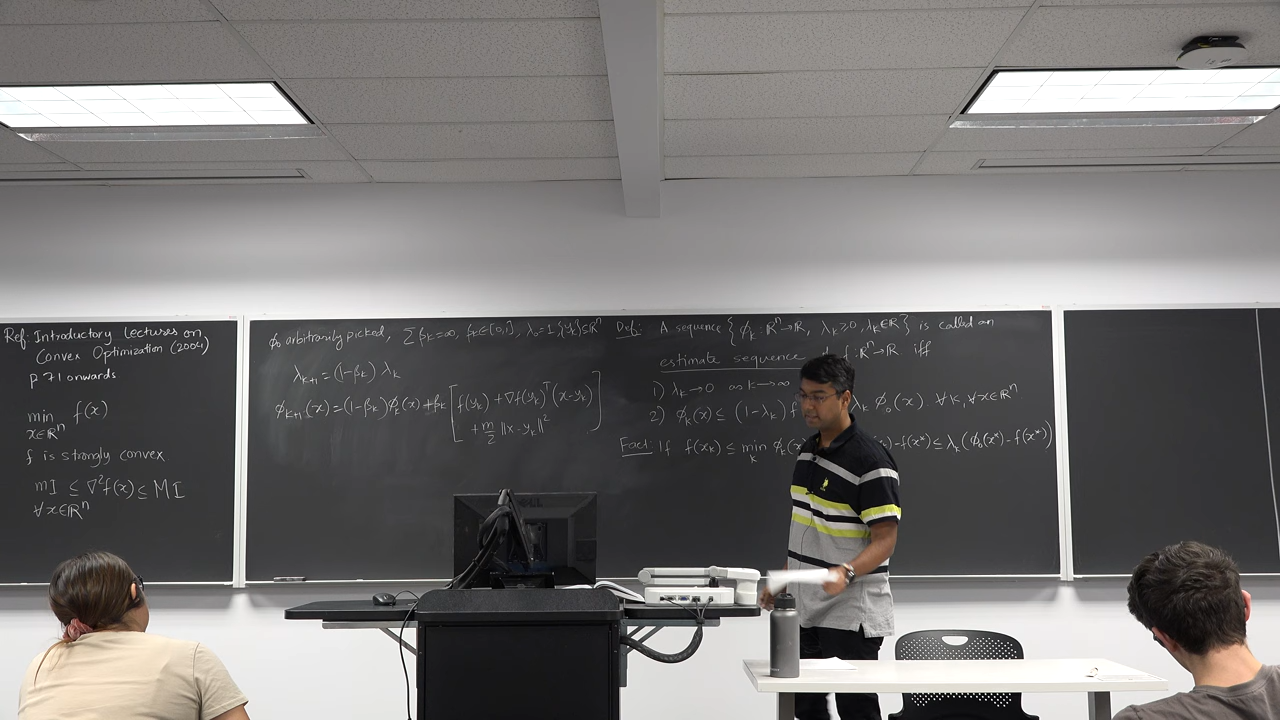 Ref: Introductory Lectures on
Convex Optimization (2004)
p 71 onwards
min f(x)
x∈ℝⁿ
f is strongly convex
mI ≤ ∇²f(x) ≤ MI
∀x∈ℝⁿ
ϕ₀ arbitrarily picked, Σβₖ=∞, βₖ∈[0,1], λ₀=1, {yₖ}⊆ℝⁿ
λₖ₊₁=(1-βₖ)λₖ
ϕₖ₊₁(x)=(1-βₖ)ϕₖ(x)+βₖ[f(yₖ)+∇f(yₖ)ᵀ(x-yₖ)
+m/2 ||x-yₖ||²]
Def: A sequence {ϕₖ:ℝⁿ→ℝ, λₖ≥0, λₖ∈ℝ} is called an
estimate sequence f:ℝⁿ→ℝ iff
1) λₖ→0 as k→∞
2) ϕₖ(x) ≤ (1-λₖ)f λₖ ϕ₀(x) ∀k, ∀x∈ℝⁿ
Fact: If f(xₖ) ≤ min ϕₖ(x -f(x*) ≤ λₖ(ϕ₀(x*)-f(x*))
k